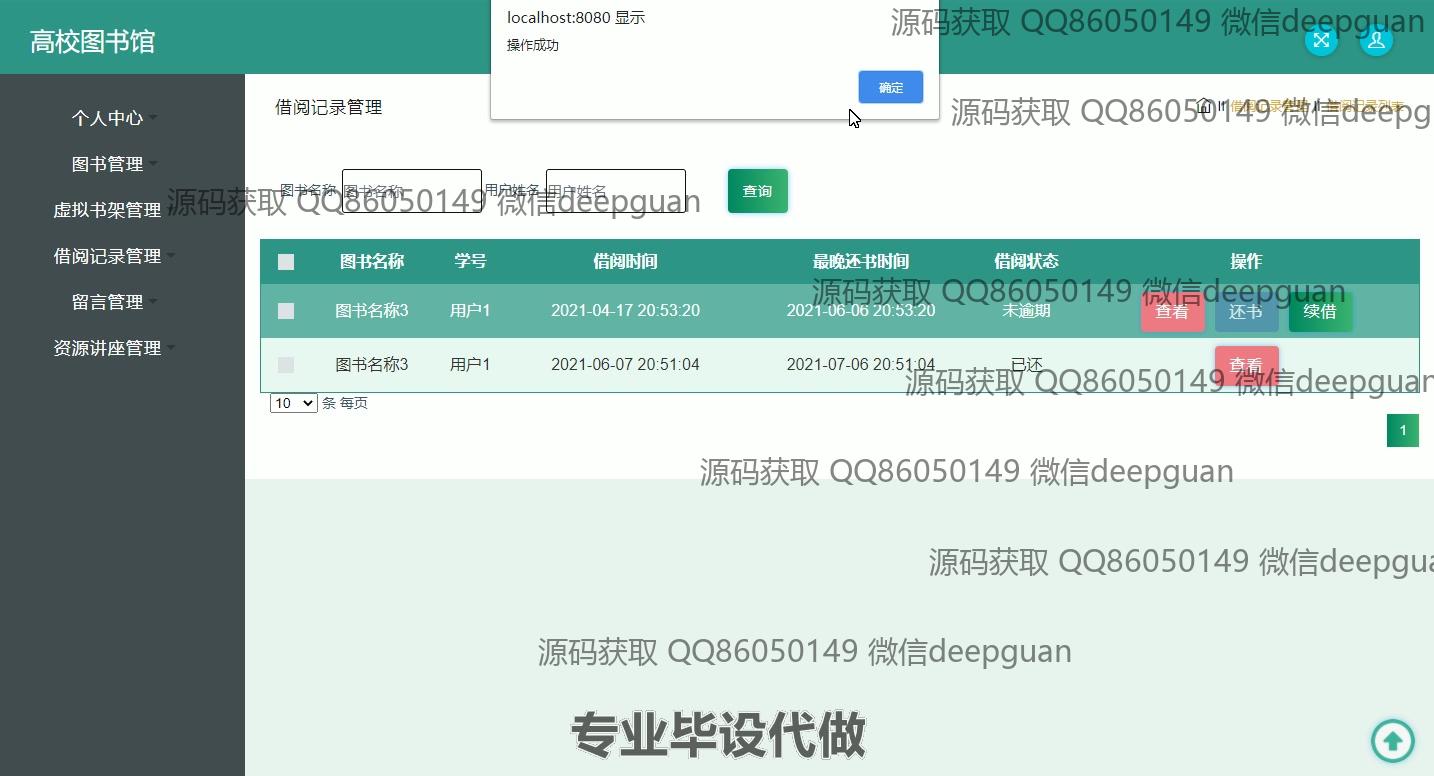 localhost:8080 显示
操作成功
确定
高校图书馆
源码获取 QQ86050149 微信deepguan
个人中心
图书管理
虚拟书架管理
借阅记录管理
留言管理
资源讲座管理
借阅记录管理
借阅记录管理 // 借阅记录列表
源码获取 QQ86050149 微信deepg
图书名称 图书名称 用户姓名 用户姓名 查询
源码获取 QQ86050149 微信deepguan
图书名称 学号 借阅时间 最晚还书时间 借阅状态 操作
源码获取 QQ86050149 微信deepguan
图书名称3 用户1 2021-04-17 20:53:20 2021-06-06 20:53:20 未逾期 查看 还书 续借
图书名称3 用户1 2021-06-07 20:51:04 2021-07-06 20:51:04 已还 查看
源码获取 QQ86050149 微信deepguan
10 条 每页
1
源码获取 QQ86050149 微信deepguan
源码获取 QQ86050149 微信deepgua
源码获取 QQ86050149 微信deepguan
专业毕设代做